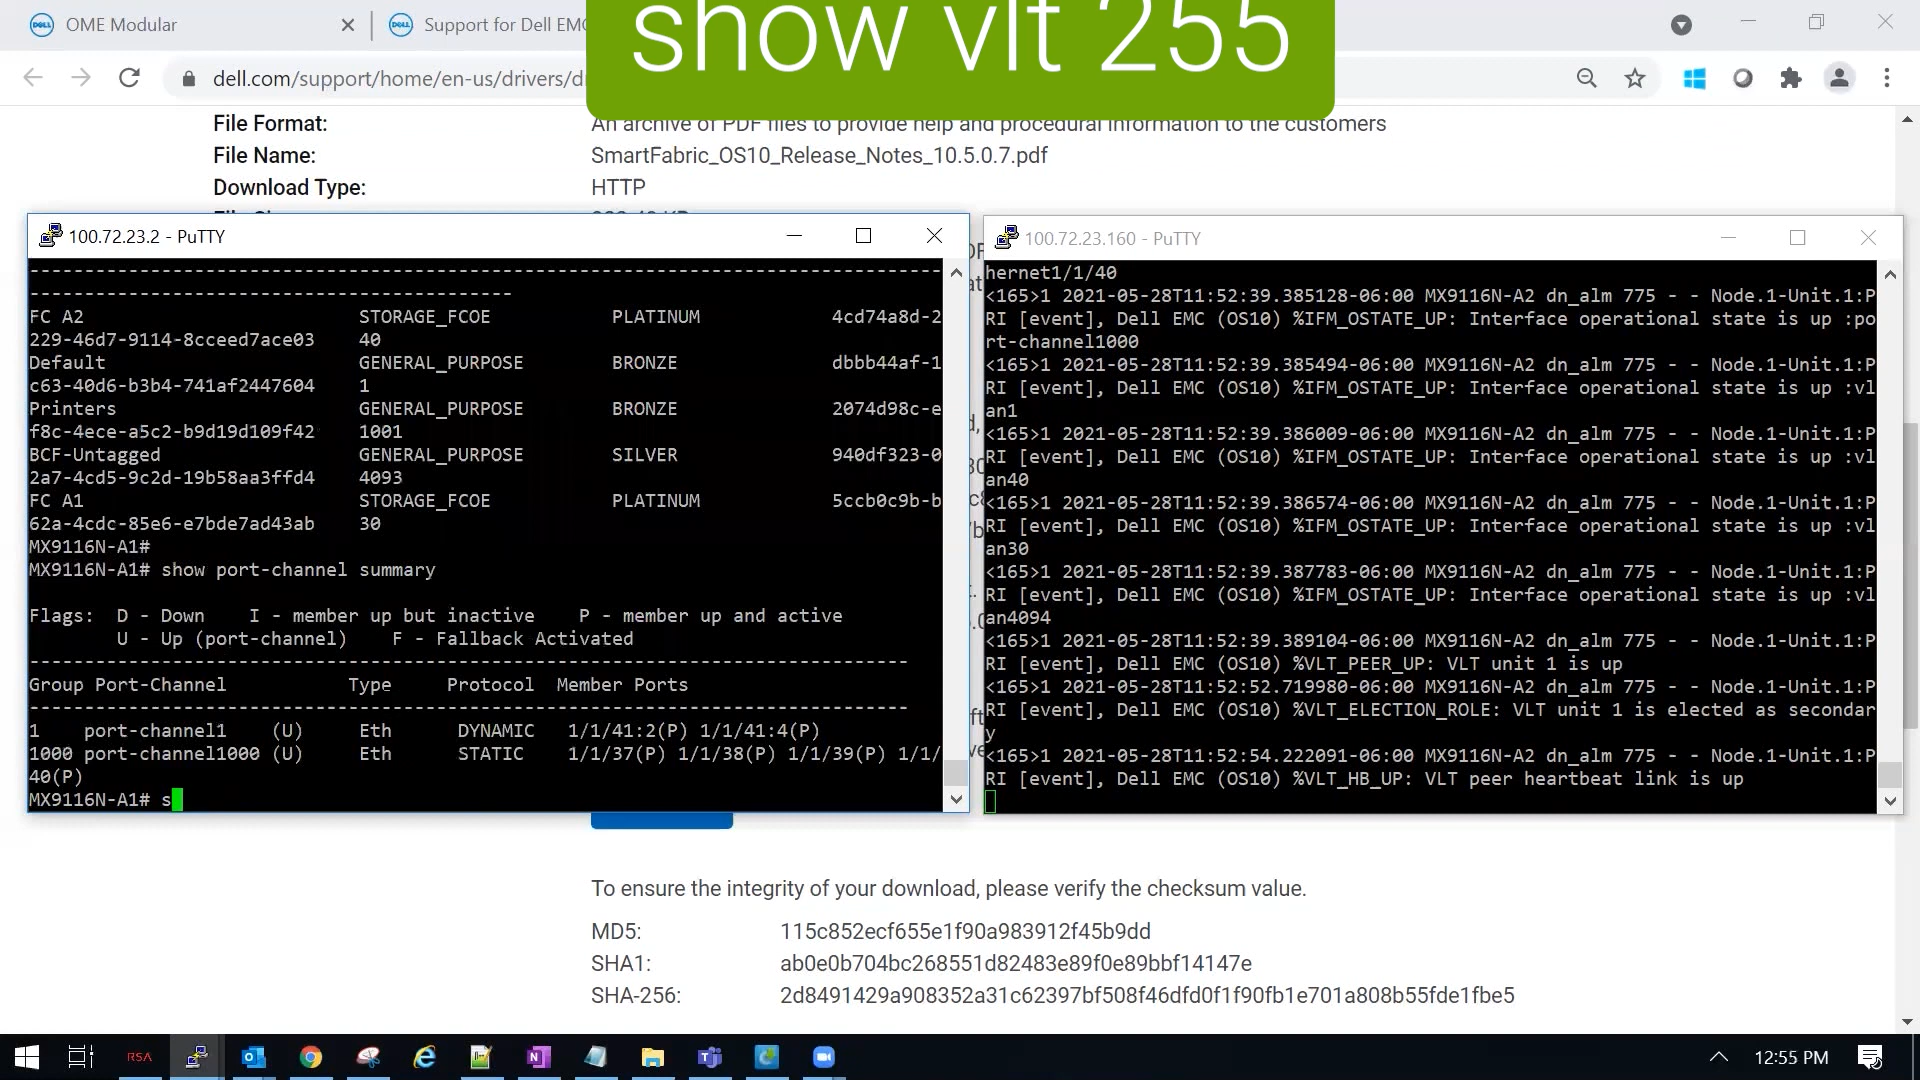 OME Modular
Support for Dell EMC
show vlt 255
dell.com/support/home/en-us/drivers/d
File Format:
An archive of PDF files to provide help and procedural information to the customers
File Name:
SmartFabric_OS10_Release_Notes_10.5.0.7.pdf
Download Type:
HTTP
100.72.23.2 - PuTTY
--------------------------------------------------------------------------------
--------------------------------------------
FC A2 STORAGE_FCOE PLATINUM 4cd74a8d-2
229-46d7-9114-8cceed7ace03 40
Default GENERAL_PURPOSE BRONZE dbbb44af-1
c63-40d6-b3b4-741af2447604 1
Printers GENERAL_PURPOSE BRONZE 2074d98c-e
f8c-4ece-a5c2-b9d19d109f42 1001
BCF-Untagged GENERAL_PURPOSE SILVER 940df323-0
2a7-4cd5-9c2d-19b58aa3ffd4 4093
FC A1 STORAGE_FCOE PLATINUM 5ccb0c9b-b
62a-4cdc-85e6-e7bde7ad43ab 30
MX9116N-A1#
MX9116N-A1# show port-channel summary
Flags: D - Down I - member up but inactive P - member up and active
U - Up (port-channel) F - Fallback Activated
--------------------------------------------------------------------------------
Group Port-Channel Type Protocol Member Ports
--------------------------------------------------------------------------------
1 port-channel1 (U) Eth DYNAMIC 1/1/41:2(P) 1/1/41:4(P)
1000 port-channel1000 (U) Eth STATIC 1/1/37(P) 1/1/38(P) 1/1/39(P) 1/1/
40(P)
MX9116N-A1# s
100.72.23.160 - PuTTY
hernet1/1/40
<165>1 2021-05-28T11:52:39.385128-06:00 MX9116N-A2 dn_alm 775 - - Node.1-Unit.1:P
RI [event], Dell EMC (OS10) %IFM_OSTATE_UP: Interface operational state is up :po
rt-channel1000
<165>1 2021-05-28T11:52:39.385494-06:00 MX9116N-A2 dn_alm 775 - - Node.1-Unit.1:P
RI [event], Dell EMC (OS10) %IFM_OSTATE_UP: Interface operational state is up :vl
an1
<165>1 2021-05-28T11:52:39.386009-06:00 MX9116N-A2 dn_alm 775 - - Node.1-Unit.1:P
RI [event], Dell EMC (OS10) %IFM_OSTATE_UP: Interface operational state is up :vl
an40
<165>1 2021-05-28T11:52:39.386574-06:00 MX9116N-A2 dn_alm 775 - - Node.1-Unit.1:P
RI [event], Dell EMC (OS10) %IFM_OSTATE_UP: Interface operational state is up :vl
an30
<165>1 2021-05-28T11:52:39.387783-06:00 MX9116N-A2 dn_alm 775 - - Node.1-Unit.1:P
RI [event], Dell EMC (OS10) %IFM_OSTATE_UP: Interface operational state is up :vl
an4094
<165>1 2021-05-28T11:52:39.389104-06:00 MX9116N-A2 dn_alm 775 - - Node.1-Unit.1:P
RI [event], Dell EMC (OS10) %VLT_PEER_UP: VLT unit 1 is up
<165>1 2021-05-28T11:52:52.719980-06:00 MX9116N-A2 dn_alm 775 - - Node.1-Unit.1:P
RI [event], Dell EMC (OS10) %VLT_ELECTION_ROLE: VLT unit 1 is elected as secondar
y
<165>1 2021-05-28T11:52:54.222091-06:00 MX9116N-A2 dn_alm 775 - - Node.1-Unit.1:P
RI [event], Dell EMC (OS10) %VLT_HB_UP: VLT peer heartbeat link is up
To ensure the integrity of your download, please verify the checksum value.
MD5: 115c852ecf655e1f90a983912f45b9dd
SHA1: ab0e0b704bc268551d82483e89f0e89bbf14147e
SHA-256: 2d8491429a908352a31c62397bf508f46dfd0f1f90fb1e701a808b55fde1fbe5
RSA
12:55 PM